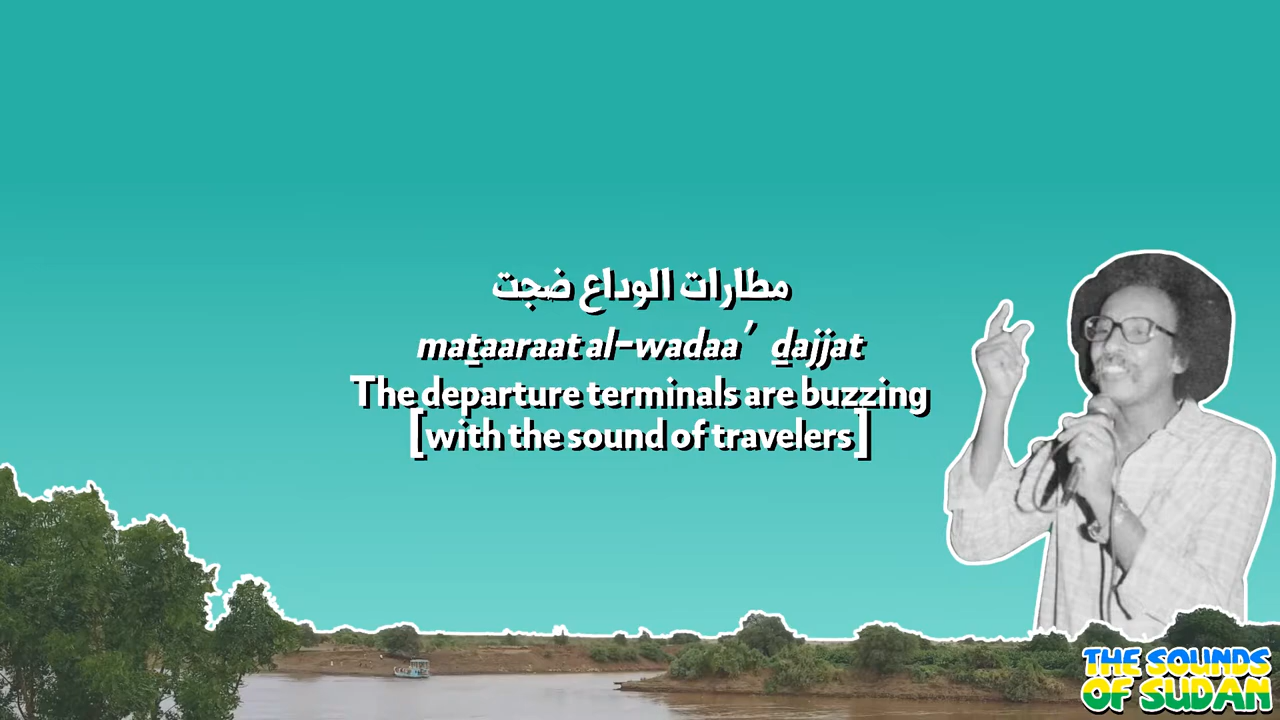 مطارات الوداع ضجت
maṯaaraat al-wadaa’ ḏajjat
The departure terminals are buzzing
[with the sound of travelers]
THE SOUNDS
OF SUDAN